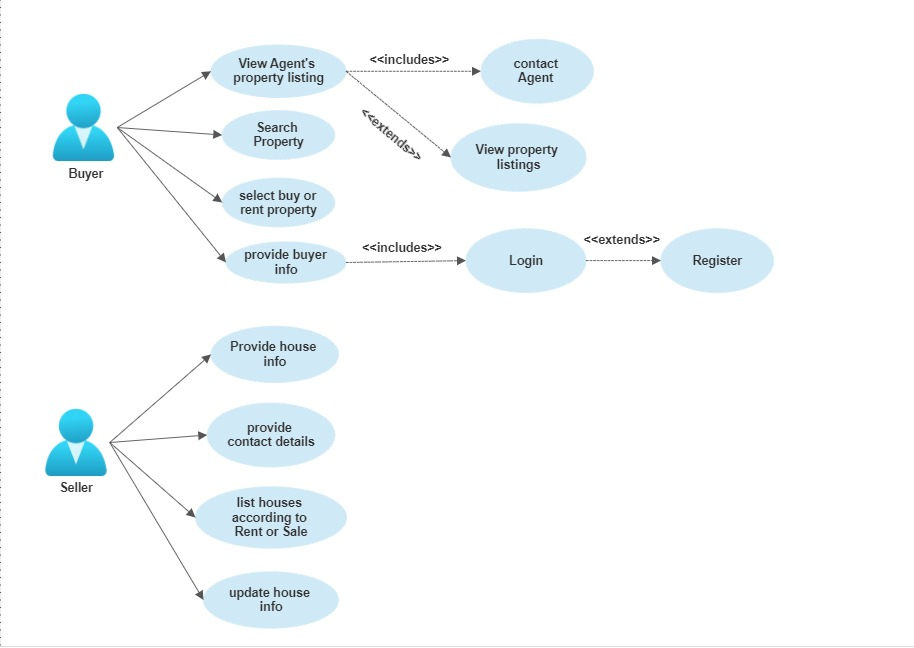 View Agent's
property listing
<<includes>>
contact
Agent
<<extends>>
View property
listings
Search
Property
Buyer
select buy or
rent property
provide buyer
info
<<includes>>
Login
<<extends>>
Register
Provide house
info
provide
contact details
Seller
list houses
according to
Rent or Sale
update house
info